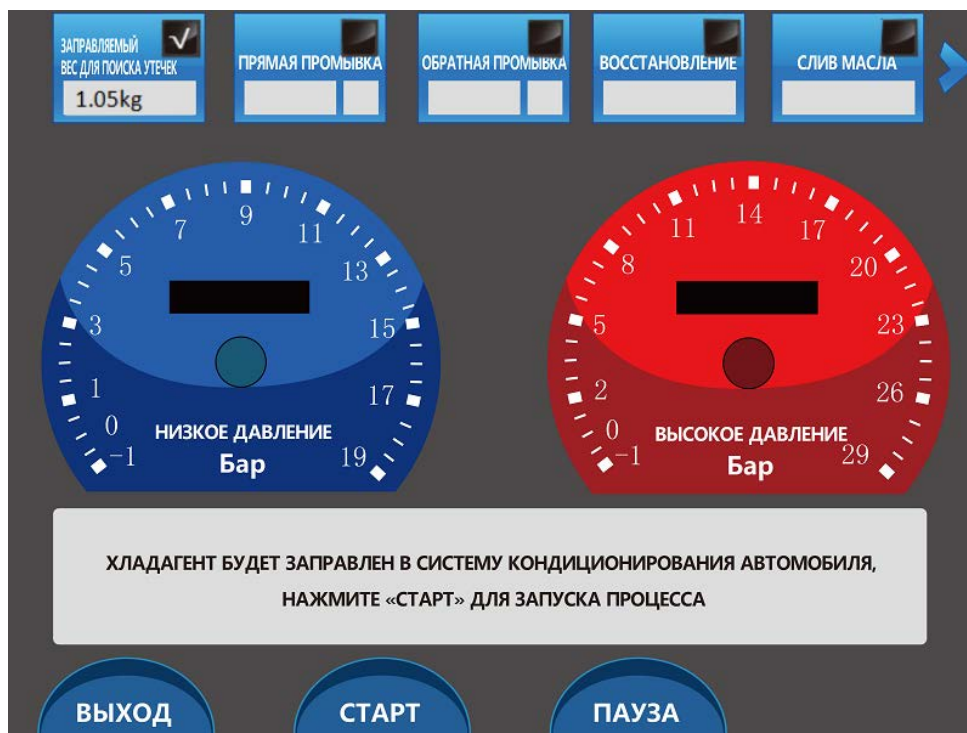 ЗАПРАВЛЯЕМЫЙ
ВЕС ДЛЯ ПОИСКА УТЕЧЕК
1.05kg
ПРЯМАЯ ПРОМЫВКА
ОБРАТНАЯ ПРОМЫВКА
ВОССТАНОВЛЕНИЕ
СЛИВ МАСЛА
-1
0
1
3
5
7
9
11
13
15
17
19
НИЗКОЕ ДАВЛЕНИЕ
Бар
-1
0
2
5
8
11
14
17
20
23
26
29
ВЫСОКОЕ ДАВЛЕНИЕ
Бар
ХЛАДАГЕНТ БУДЕТ ЗАПРАВЛЕН В СИСТЕМУ КОНДИЦИОНИРОВАНИЯ АВТОМОБИЛЯ,
НАЖМИТЕ «СТАРТ» ДЛЯ ЗАПУСКА ПРОЦЕССА
ВЫХОД
СТАРТ
ПАУЗА